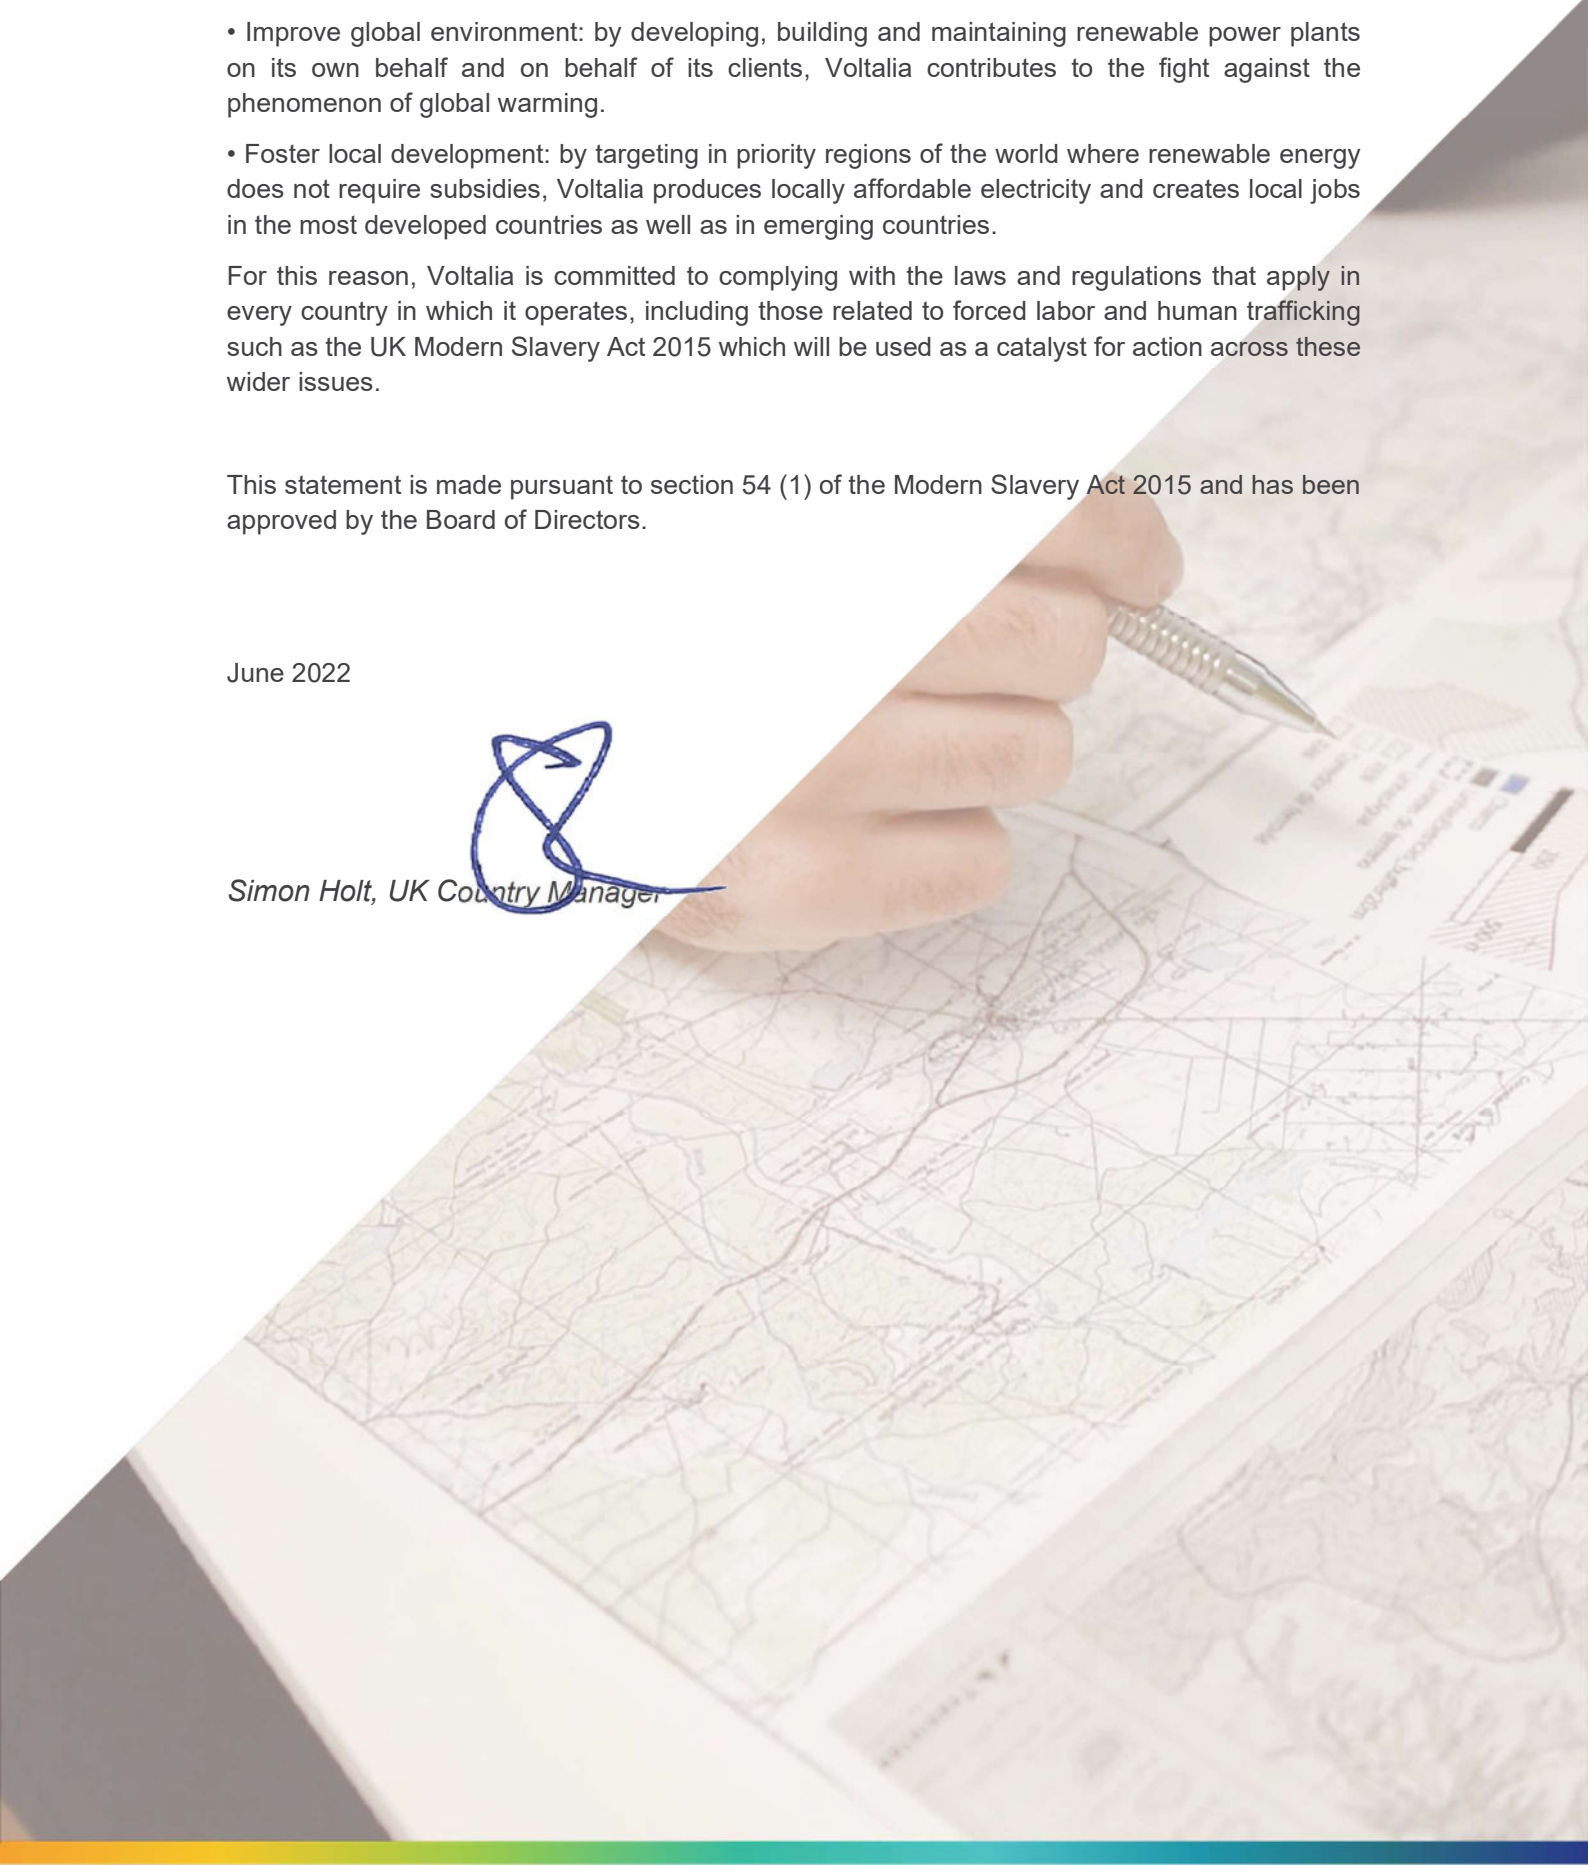 • Improve global environment: by developing, building and maintaining renewable power plants
on its own behalf and on behalf of its clients, Voltalia contributes to the fight against the
phenomenon of global warming.
• Foster local development: by targeting in priority regions of the world where renewable energy
does not require subsidies, Voltalia produces locally affordable electricity and creates local jobs
in the most developed countries as well as in emerging countries.
For this reason, Voltalia is committed to complying with the laws and regulations that apply in
every country in which it operates, including those related to forced labor and human trafficking
such as the UK Modern Slavery Act 2015 which will be used as a catalyst for action across these
wider issues.
This statement is made pursuant to section 54 (1) of the Modern Slavery Act 2015 and has been
approved by the Board of Directors.
June 2022
Simon Holt, UK Country Manager